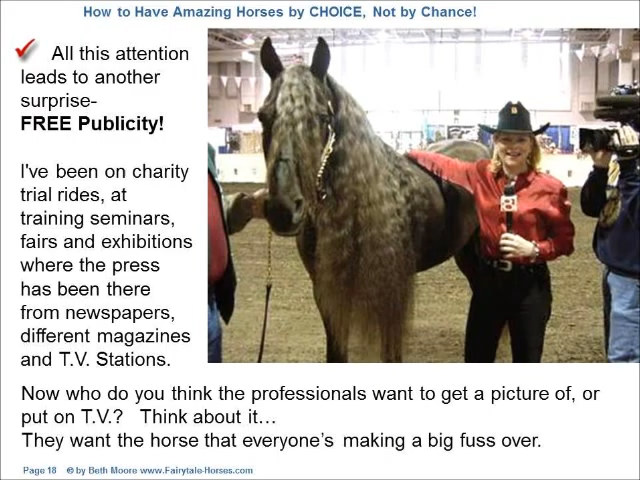 How to Have Amazing Horses by CHOICE, Not by Chance!
All this attention
leads to another
surprise-
FREE Publicity!
I've been on charity
trial rides, at
training seminars,
fairs and exhibitions
where the press
has been there
from newspapers,
different magazines
and T.V. Stations.
8
Now who do you think the professionals want to get a picture of, or
put on T.V.? Think about it…
They want the horse that everyone's making a big fuss over.
Page 18 © by Beth Moore www.Fairytale-Horses.com